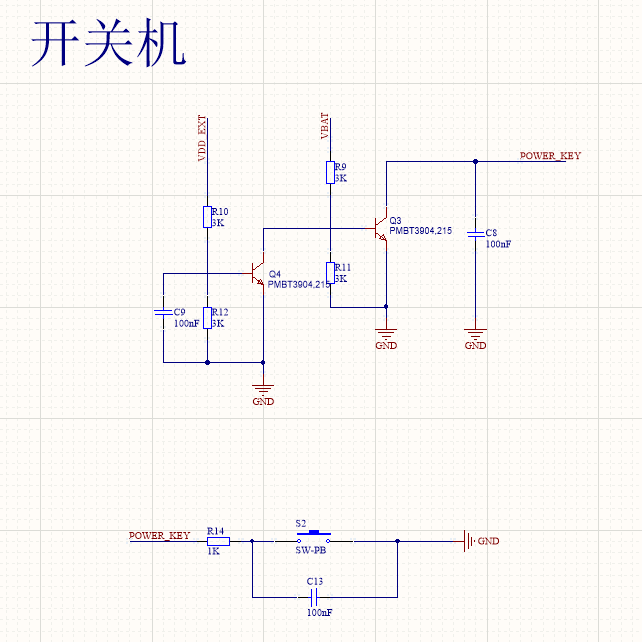 开关机
VDD_EXT
VBAT
POWER_KEY
R9
3K
R10
3K
Q3
PMBT3904,215
C8
100nF
Q4
PMBT3904,215
R11
3K
C9
100nF
R12
3K
GND
GND
GND
POWER_KEY
R14
1K
S2
SW-PB
GND
C13
100nF